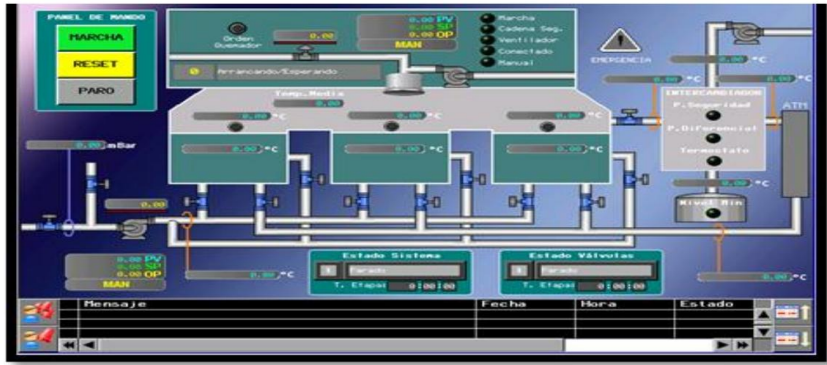 PANEL DE MANDO
MARCHA
RESET
PARO
Orden
Quemador
0.00
0.00 PV
0.00 SP
0.00 OP
MAN
Marcha
Cadena Seg.
Ventilador
Conectado
Manual
0 Arrancando/Esperando
EMERGENCIA
0.00 °C
0.00 °C
0.00 °C
Temp.Media
0.00 °C
0.00 °C
0.00 °C
0.00 °C
INTERCAMBIADOR
P.Seguridad
P.Diferencial
Termostato
ATM
0.00 mBar
0.00 °C
0.00 °C
0.00 °C
0.00 °C
Nivel Min
0.00
0.00 PV
0.00 SP
0.00 OP
MAN
0.00 °C
Estado Sistema
Parado
T. Etapa: 0:00:00
Estado Válvulas
Parado
T. Etapa: 0:00:00
0.00 °C
Mensaje Fecha Hora Estado